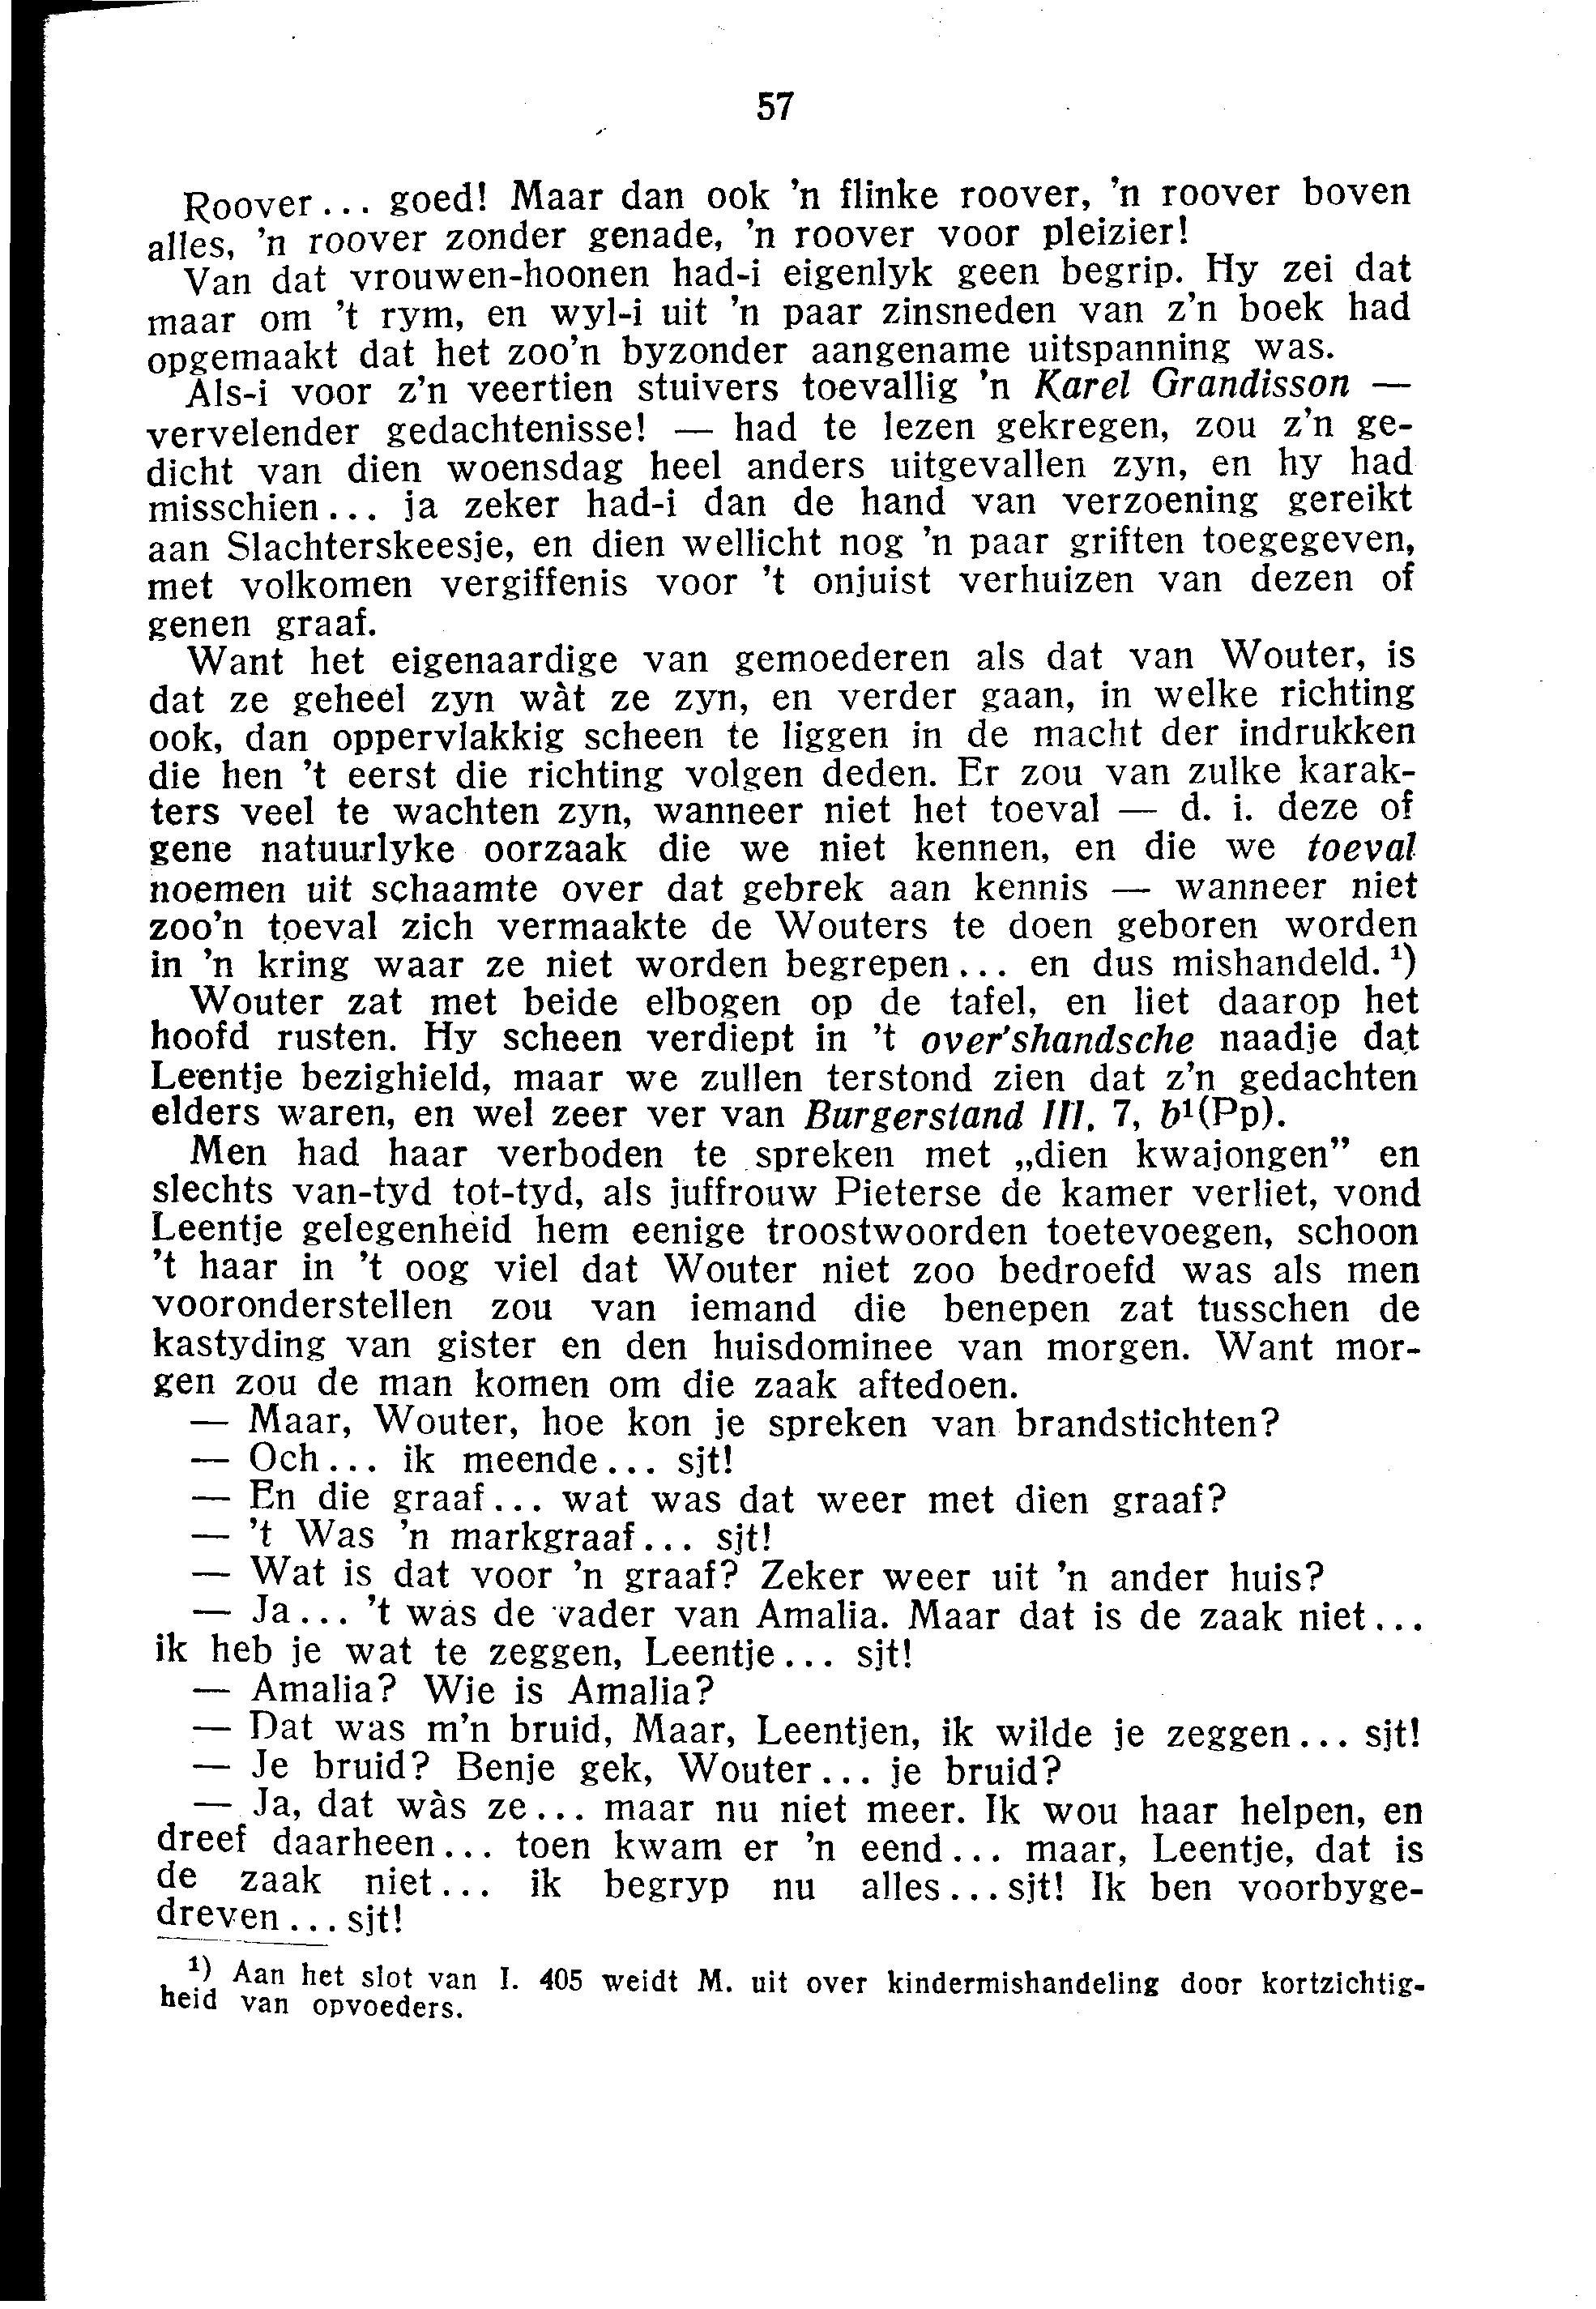 57
Roover... goed! Maar dan ook 'n flinke roover, 'n roover boven
alles, 'n roover zonder genade, 'n roover voor pleizier!
Van dat vrouwen-hoonen had-i eigenlyk geen begrip. Hy zei dat
maar om 't rym, en wyl-i uit 'n paar zinsneden van z'n boek had
opgemaakt dat het zoo'n byzonder aangename uitspanning was.
Als-i voor z'n veertien stuivers toevallig 'n Karel Grandisson —
vervelender gedachtenisse! — had te lezen gekregen, zou z'n ge-
dicht van dien woensdag heel anders uitgevallen zyn, en hy had
misschien... ja zeker had-i dan de hand van verzoening gereikt
aan Slachterskeesje, en dien wellicht nog 'n paar griften toegegeven,
met volkomen vergiffenis voor 't onjuist verhuizen van dezen of
genen graaf.
Want het eigenaardige van gemoederen als dat van Wouter, is
dat ze geheel zyn wàt ze zyn, en verder gaan, in welke richting
ook, dan oppervlakkig scheen te liggen in de macht der indrukken
die hen 't eerst die richting volgen deden. Er zou van zulke karak-
ters veel te wachten zyn, wanneer niet het toeval — d. i. deze of
gene natuurlyke oorzaak die we niet kennen, en die we toeval
noemen uit schaamte over dat gebrek aan kennis — wanneer niet
zoo'n toeval zich vermaakte de Wouters te doen geboren worden
in 'n kring waar ze niet worden begrepen... en dus mishandeld. ¹)
Wouter zat met beide elbogen op de tafel, en liet daarop het
hoofd rusten. Hy scheen verdiept in 't over'shandsche naadje dat
Leentje bezighield, maar we zullen terstond zien dat z'n gedachten
elders waren, en wel zeer ver van Burgerstand III. 7, b¹(Pp).
Men had haar verboden te spreken met „dien kwajongen” en
slechts van-tyd tot-tyd, als juffrouw Pieterse de kamer verliet, vond
Leentje gelegenheid hem eenige troostwoorden toetevoegen, schoon
't haar in 't oog viel dat Wouter niet zoo bedroefd was als men
vooronderstellen zou van iemand die benepen zat tusschen de
kastyding van gister en den huisdominee van morgen. Want mor-
gen zou de man komen om die zaak aftedoen.
— Maar, Wouter, hoe kon je spreken van brandstichten?
— Och... ik meende... sjt!
— En die graaf... wat was dat weer met dien graaf?
— 't Was 'n markgraaf... sjt!
— Wat is dat voor 'n graaf? Zeker weer uit 'n ander huis?
— Ja... 't was de vader van Amalia. Maar dat is de zaak niet...
ik heb je wat te zeggen, Leentje... sjt!
— Amalia? Wie is Amalia?
— Dat was m'n bruid, Maar, Leentjen, ik wilde je zeggen... sjt!
— Je bruid? Benje gek, Wouter... je bruid?
— Ja, dat wàs ze... maar nu niet meer. Ik wou haar helpen, en
dreef daarheen... toen kwam er 'n eend... maar, Leentje, dat is
de zaak niet... ik begryp nu alles...sjt! Ik ben voorbyge-
dreven...sjt!
¹) Aan het slot van I. 405 weidt M. uit over kindermishandeling door kortzichtig-
heid van opvoeders.